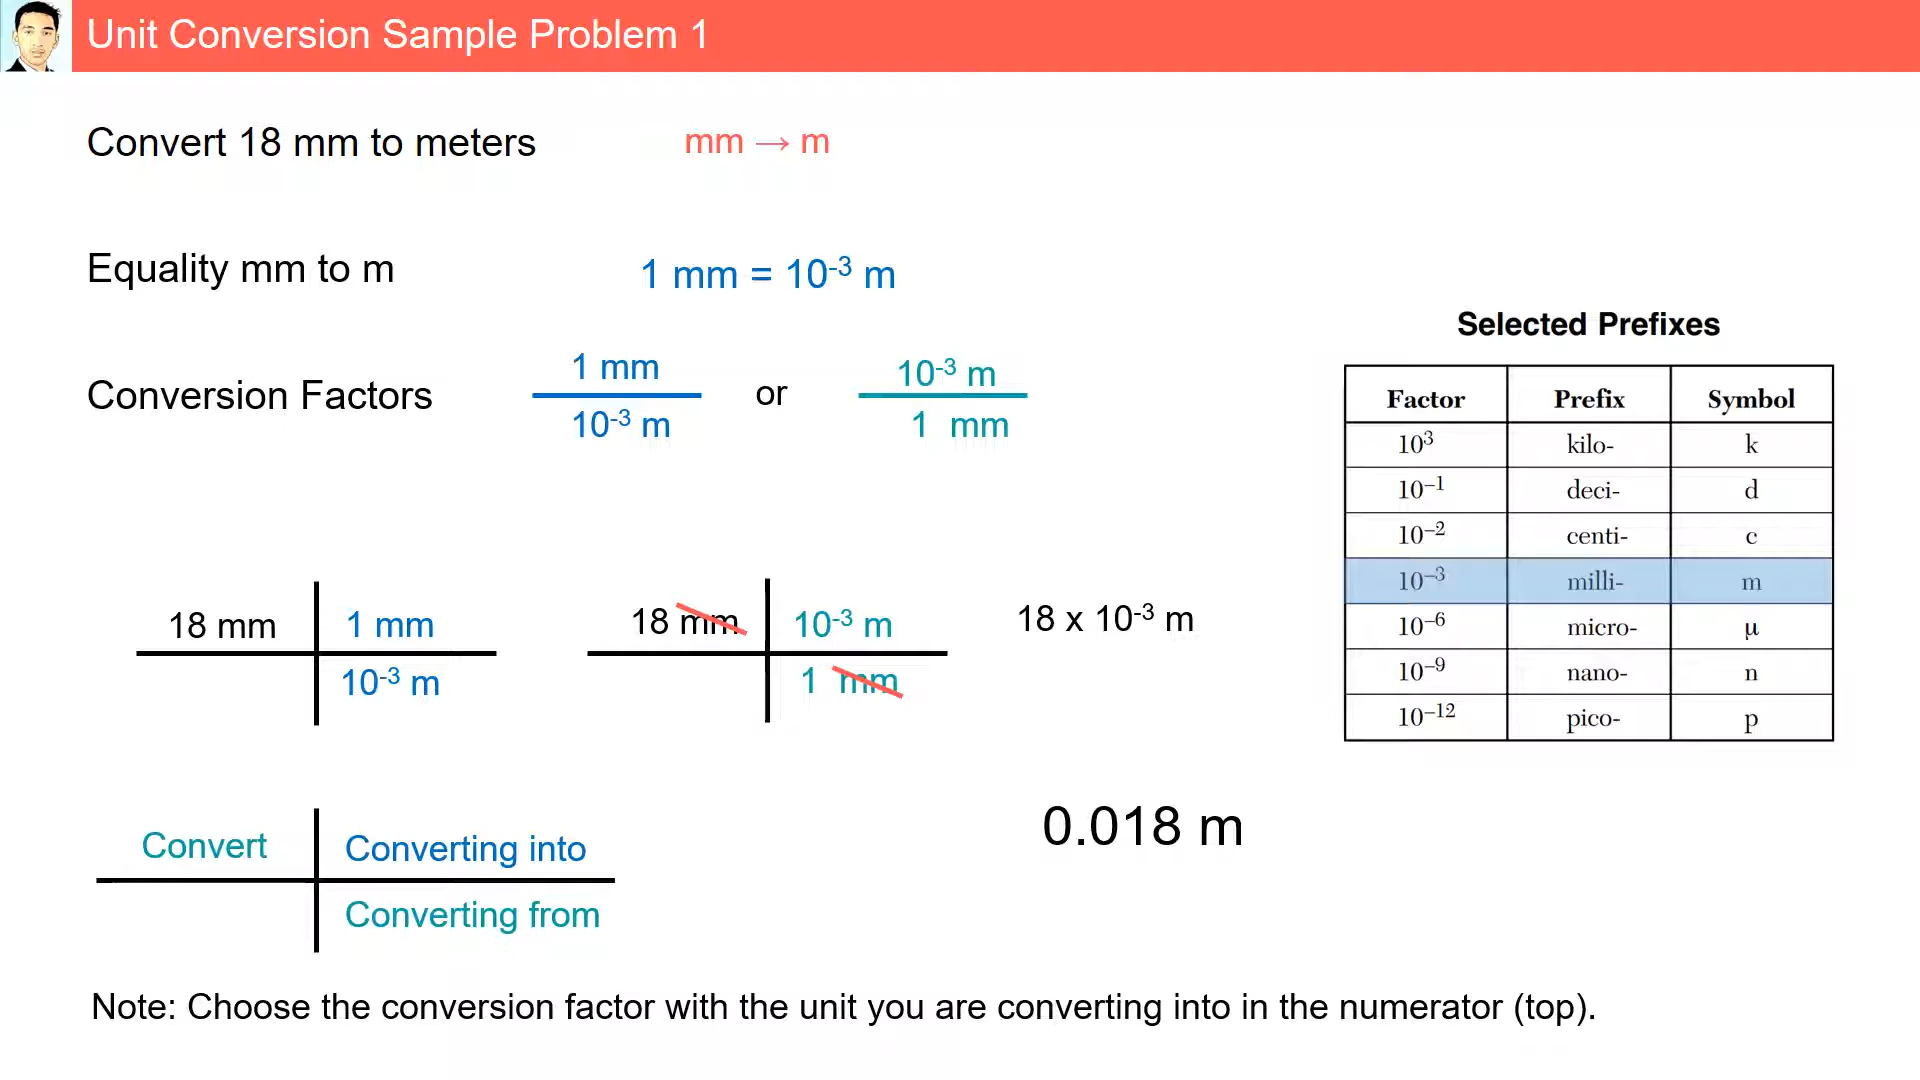 Unit Conversion Sample Problem 1
Convert 18 mm to meters
mm → m
Equality mm to m
1 mm = 10⁻³ m
Conversion Factors
1 mm
10⁻³ m
or
10⁻³ m
1 mm
Selected Prefixes
Factor Prefix Symbol
10³ kilo- k
10⁻¹ deci- d
10⁻² centi- c
10⁻³ milli- m
10⁻⁶ micro- μ
10⁻⁹ nano- n
10⁻¹² pico- p
18 mm
1 mm
10⁻³ m
18 mm
10⁻³ m
1 mm
18 x 10⁻³ m
Convert
Converting into
Converting from
0.018 m
Note: Choose the conversion factor with the unit you are converting into in the numerator (top).